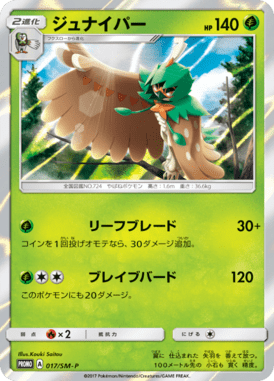 2進化
ジュナイパー
HP 140
フクスローから進化
全国図鑑No.724 やばねポケモン 高さ：1.6m 重さ：36.6kg
リーフブレード 30+
コインを1回投げオモテなら、30ダメージ追加。
ブレイブバード 120
このポケモンにも20ダメージ。
弱点 ×2 抵抗力 にげる
Illus. Kouki Saitou
PROMO A 017/SM-P
©2017 Pokémon/Nintendo/Creatures/GAME FREAK.